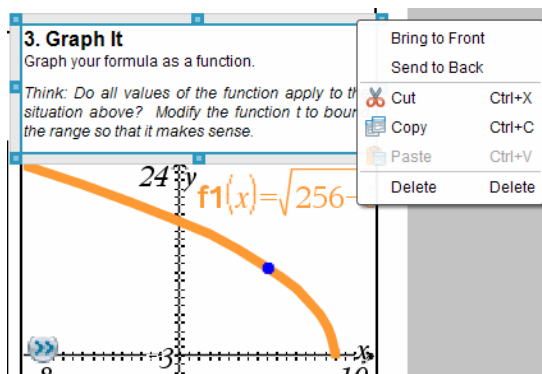 3. Graph It
Graph your formula as a function.
Think: Do all values of the function apply to
situation above? Modify the function t to
the range so that it makes sense.
Bring to Front
Send to Back
Cut Ctrl+X
Copy Ctrl+C
Paste Ctrl+V
Delete Delete
24 y
f1(x)=√256-
-3
x
-8
10